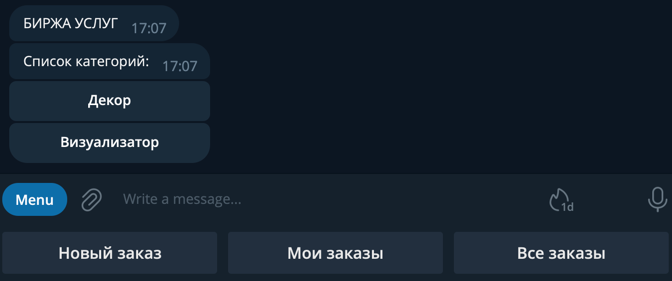 БИРЖА УСЛУГ 17:07
Список категорий: 17:07
Декор
Визуализатор
Menu Write a message... 1d
Новый заказ Мои заказы Все заказы